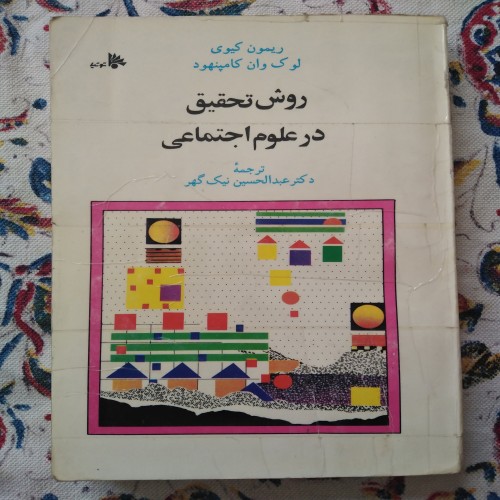 ریمون کیوی
لوک وان کامپنهود
روش تحقیق
در علوم اجتماعی
ترجمهٔ
دکتر عبدالحسین نیک‌گهر